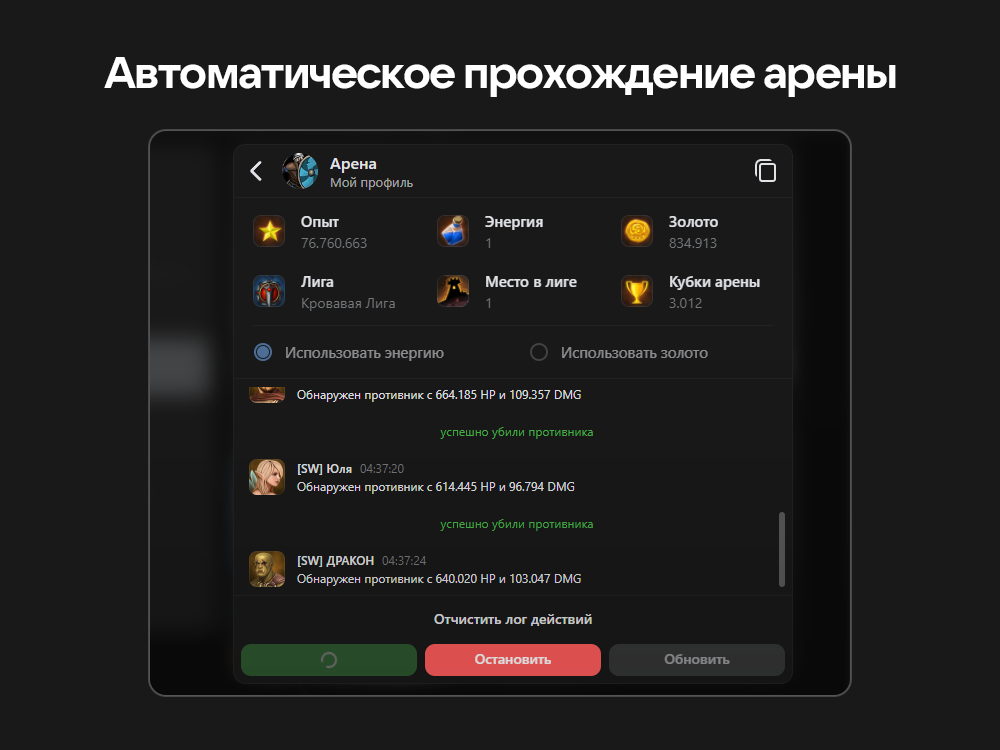 Автоматическое прохождение арены
Арена
Мой профиль
Опыт
76.760.663
Энергия
1
Золото
834.913
Лига
Кровавая Лига
Место в лиге
1
Кубки арены
3.012
Использовать энергию
Использовать золото
Обнаружен противник с 664.185 HP и 109.357 DMG
успешно убили противника
[SW] Юля 04:37:20
Обнаружен противник с 614.445 HP и 96.794 DMG
успешно убили противника
[SW] ДРАКОН 04:37:24
Обнаружен противник с 640.020 HP и 103.047 DMG
Отчистить лог действий
Остановить
Обновить